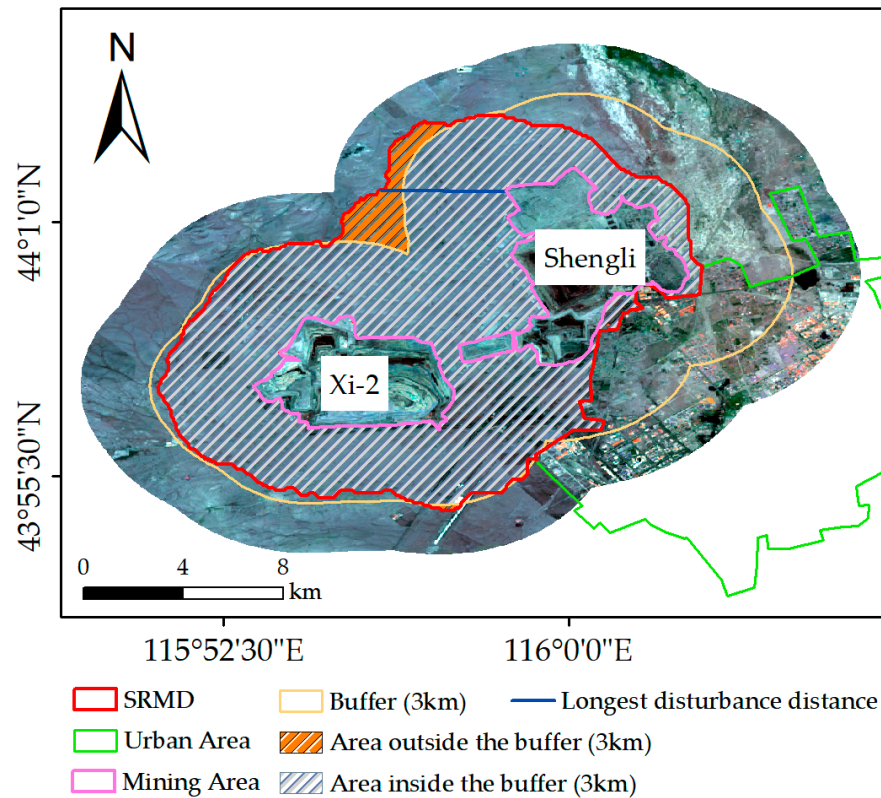 N
44°1'0"N
Shengli
Xi-2
43°55'30"N
0 4 8
km
115°52'30"E 116°0'0"E
SRMD Buffer (3km) Longest disturbance distance
Urban Area Area outside the buffer (3km)
Mining Area Area inside the buffer (3km)